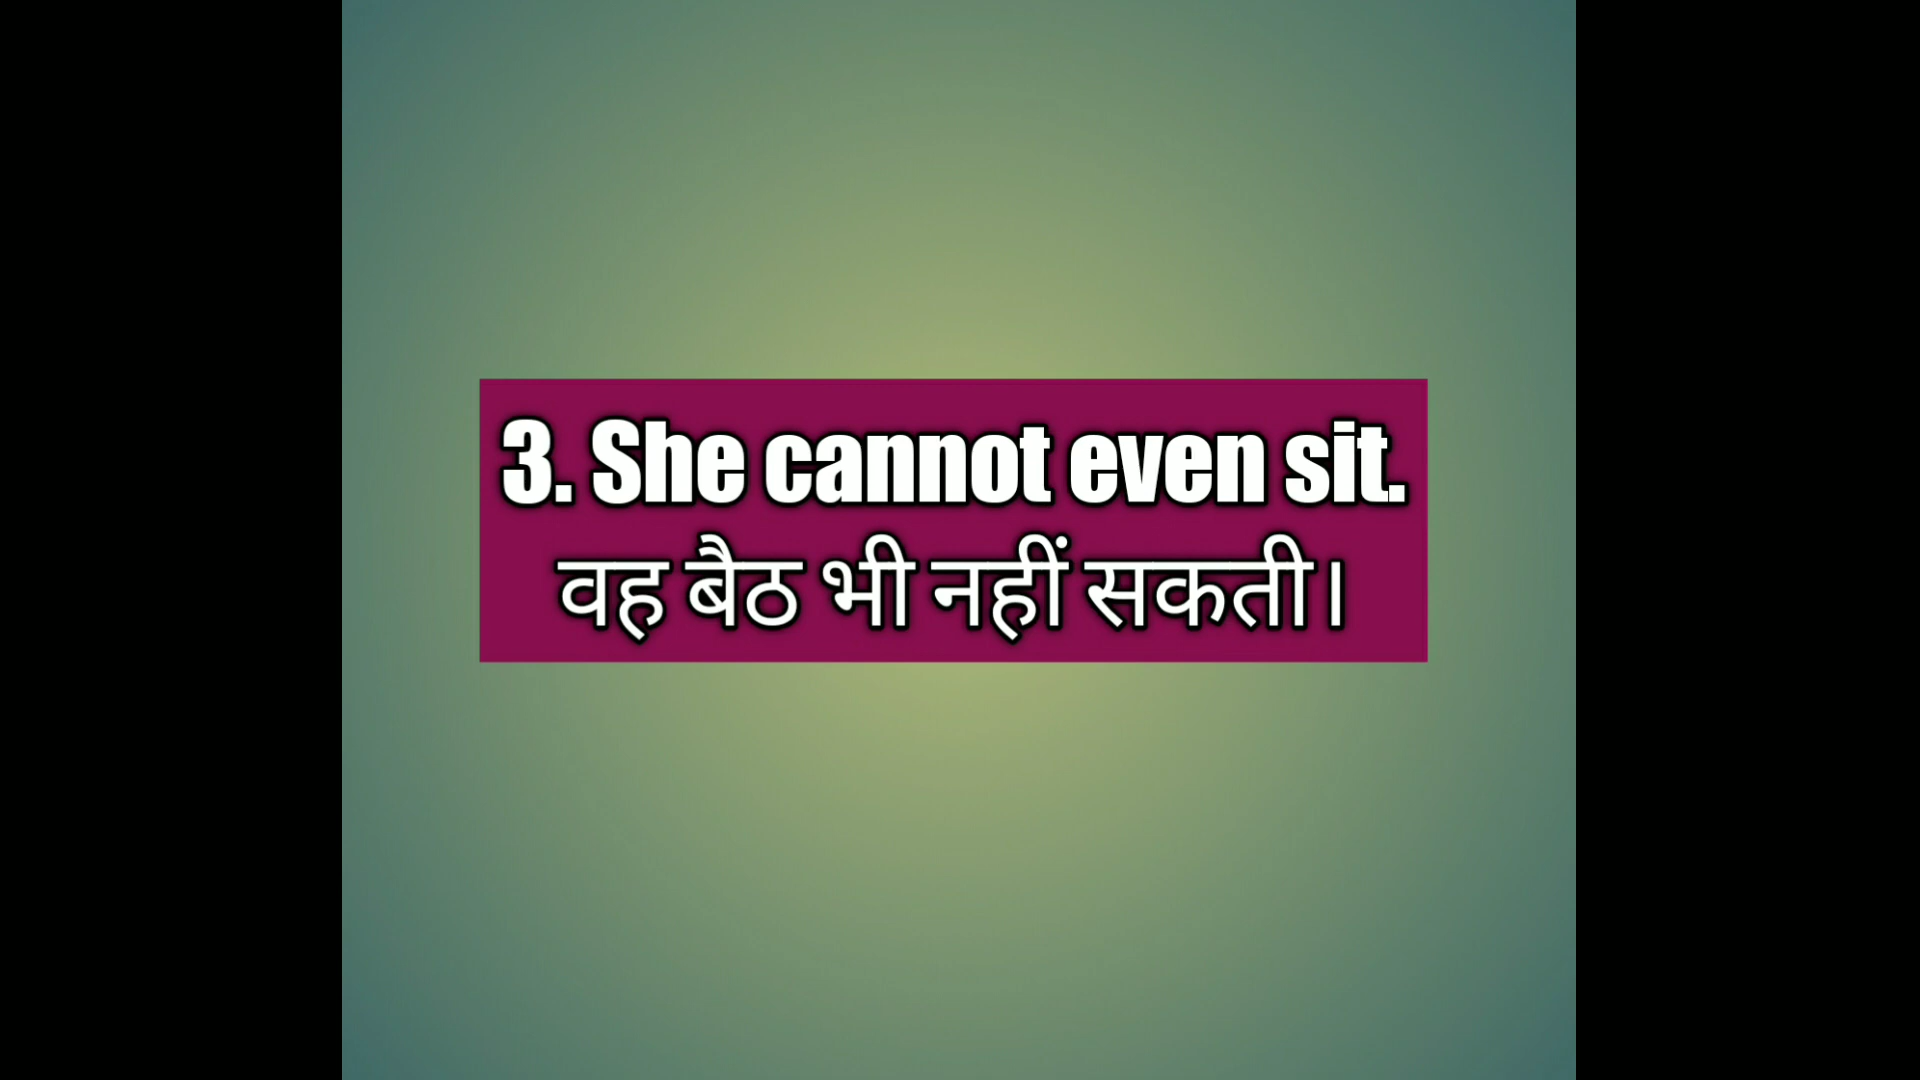 3. She cannot even sit.
वह बैठ भी नहीं सकती।